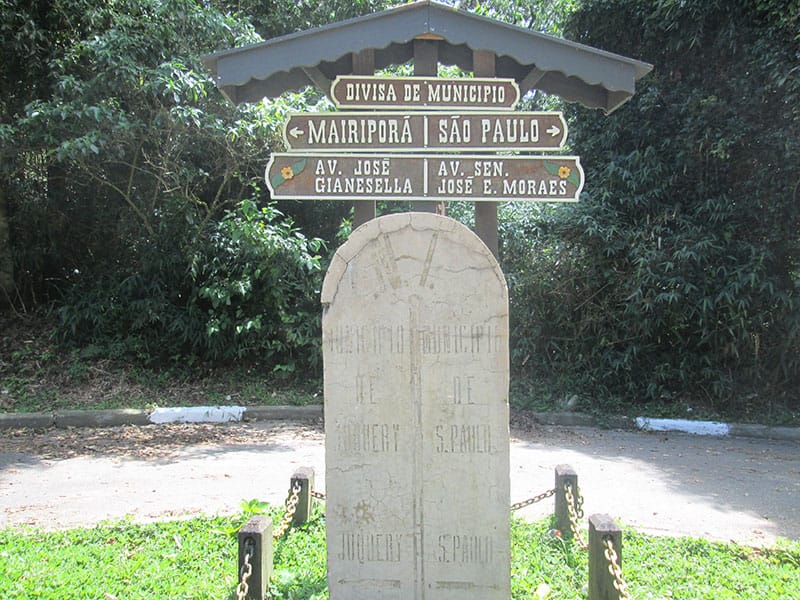 DIVISA DE MUNICIPIO
MAIRIPORÃ SÃO PAULO
AV. JOSÉ AV. SEN.
GIANESELLA JOSÉ E. MORAES
MUNICIPIO MUNICIPIO
DE DE
JUQUERY S. PAULO
JUQUERY S. PAULO